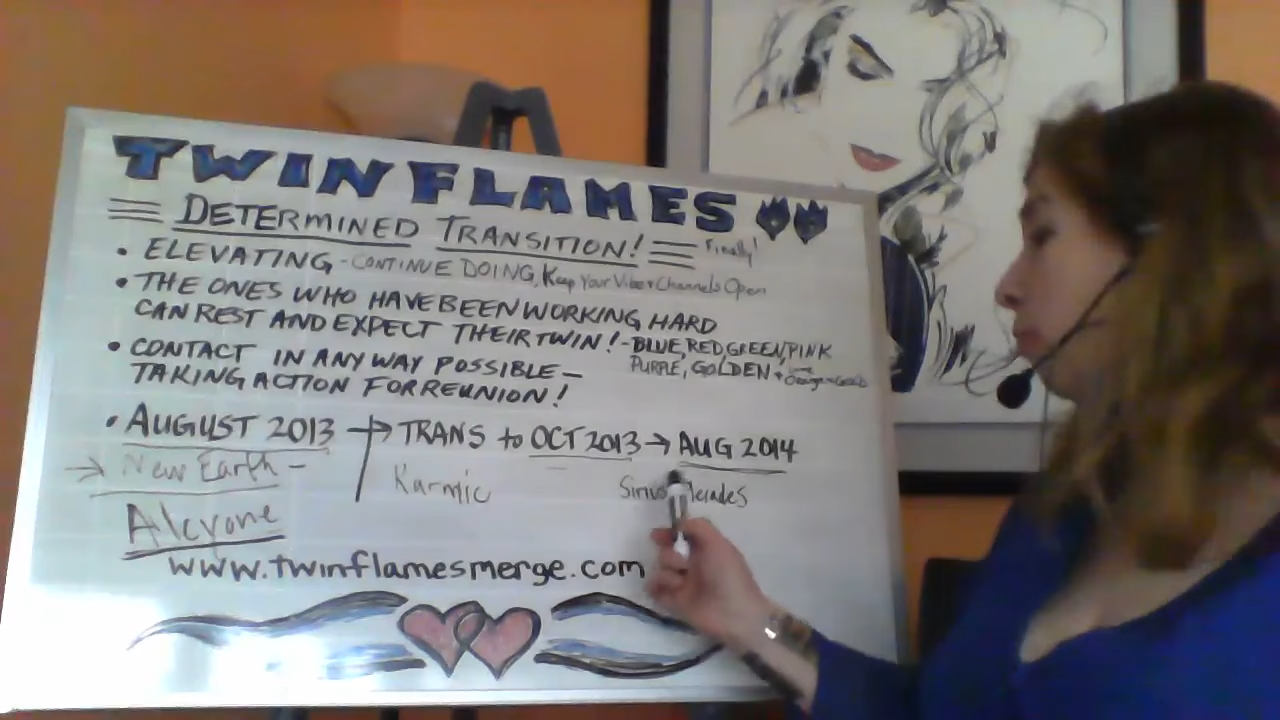 TWIN FLAMES
DETERMINED TRANSITION! Finally!
• ELEVATING - CONTINUE DOING, Keep Your Vibe + Channels Open
• THE ONES WHO HAVE BEEN WORKING HARD
CAN REST AND EXPECT THEIR TWIN! - BLUE, RED, GREEN, PINK
PURPLE, GOLDEN +
• CONTACT IN ANY WAY POSSIBLE -
TAKING ACTION FOR REUNION!
• AUGUST 2013 → TRANS to OCT 2013 → AUG 2014
→ New Earth - Karmic Sirius Pleiades
Alcyone
www.twinflamesmerge.com